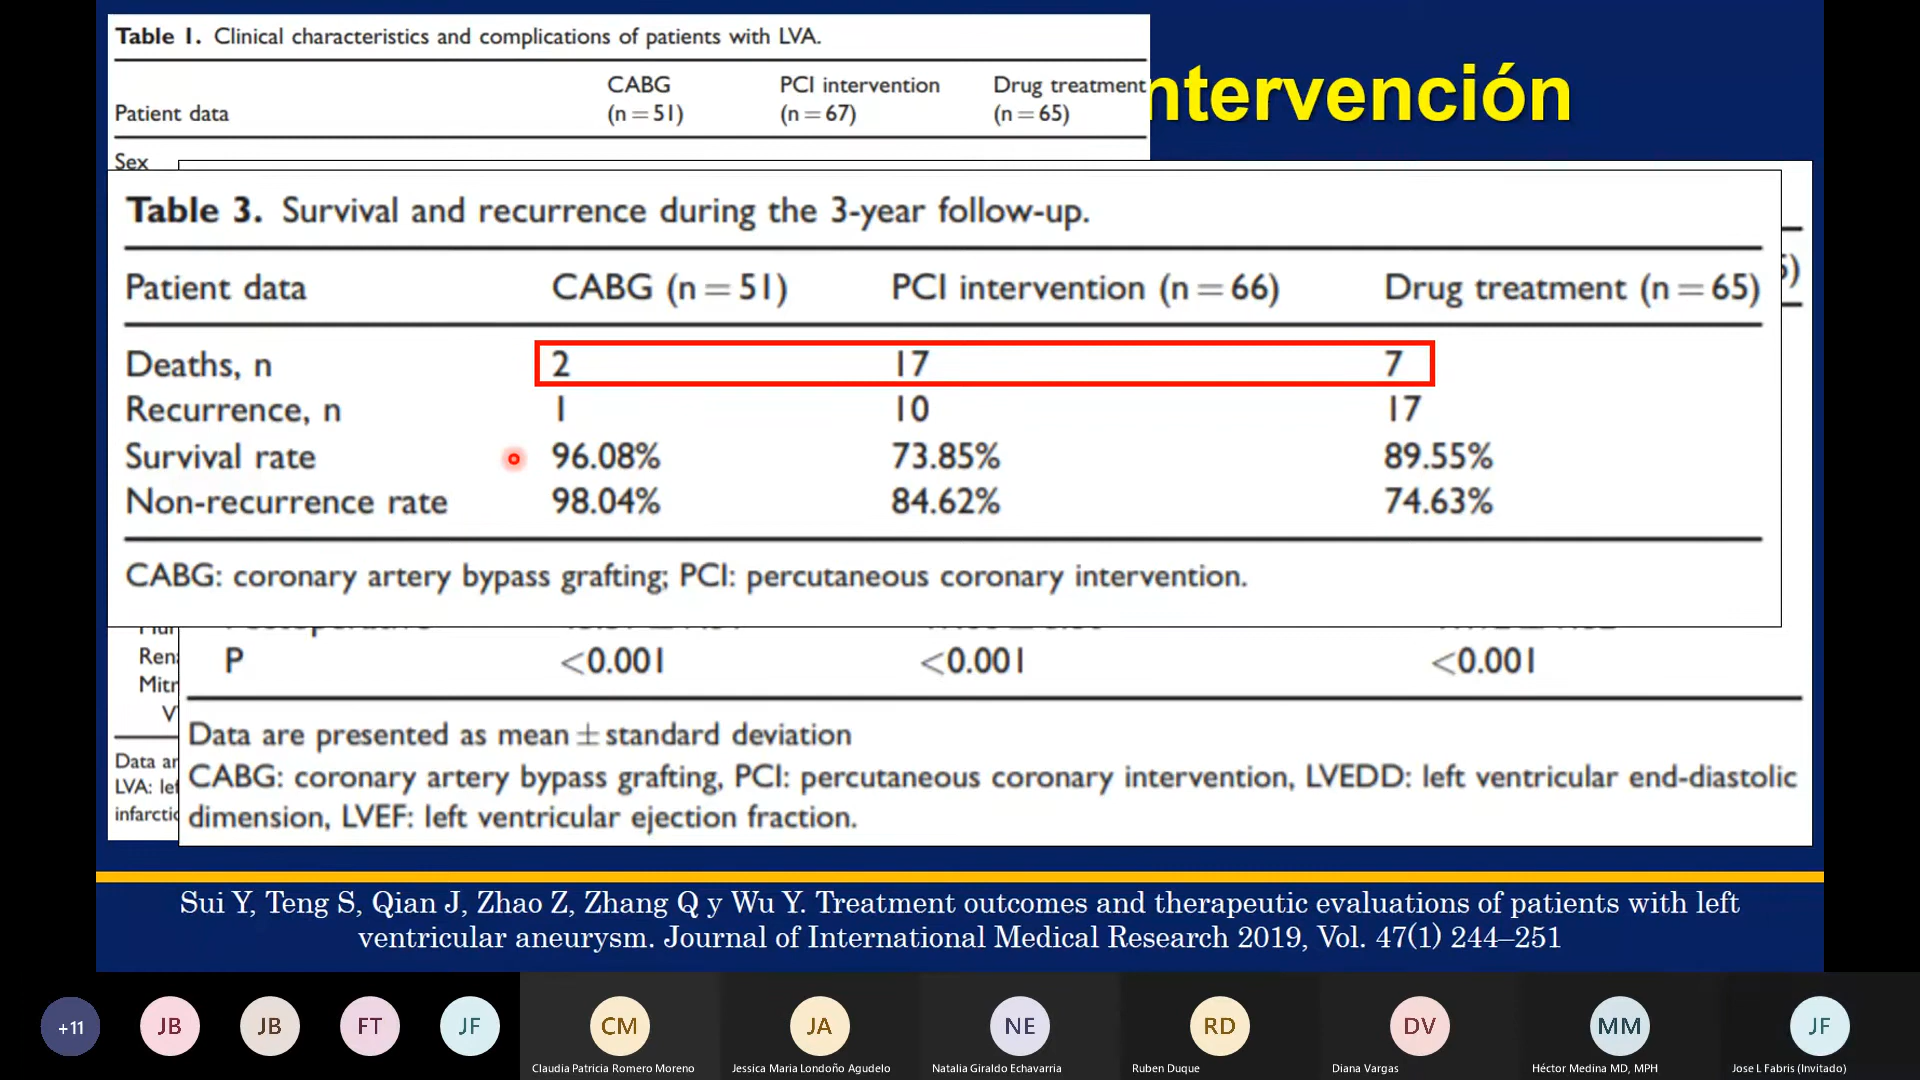 Table 1. Clinical characteristics and complications of patients with LVA.
CABG PCI intervention Drug treatment
Patient data (n = 51) (n = 67) (n = 65)
Sex
ntervención
Table 3. Survival and recurrence during the 3-year follow-up.
Patient data CABG (n = 51) PCI intervention (n = 66) Drug treatment (n = 65)
Deaths, n 2 17 7
Recurrence, n 1 10 17
Survival rate 96.08% 73.85% 89.55%
Non-recurrence rate 98.04% 84.62% 74.63%
CABG: coronary artery bypass grafting; PCI: percutaneous coronary intervention.
Ren
Mitr
V
P <0.001 <0.001 <0.001
Data are presented as mean ± standard deviation
CABG: coronary artery bypass grafting, PCI: percutaneous coronary intervention, LVEDD: left ventricular end-diastolic
dimension, LVEF: left ventricular ejection fraction.
Data ar
LVA: lef
infarctic
Sui Y, Teng S, Qian J, Zhao Z, Zhang Q y Wu Y. Treatment outcomes and therapeutic evaluations of patients with left
ventricular aneurysm. Journal of International Medical Research 2019, Vol. 47(1) 244–251
+11 JB JB FT JF CM JA NE RD DV MM JF
Claudia Patricia Romero Moreno Jessica Maria Londoño Agudelo Natalia Giraldo Echavarria Ruben Duque Diana Vargas Héctor Medina MD, MPH Jose L Fabris (Invitado)